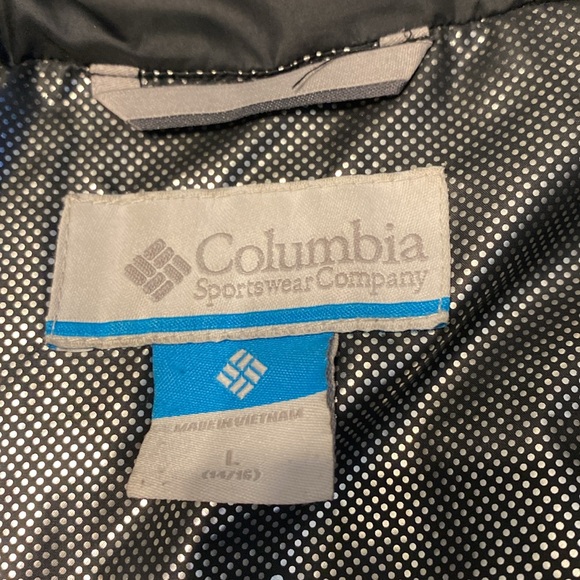 Columbia
Sportswear Company
MADE IN VIETNAM
L
(14/16)